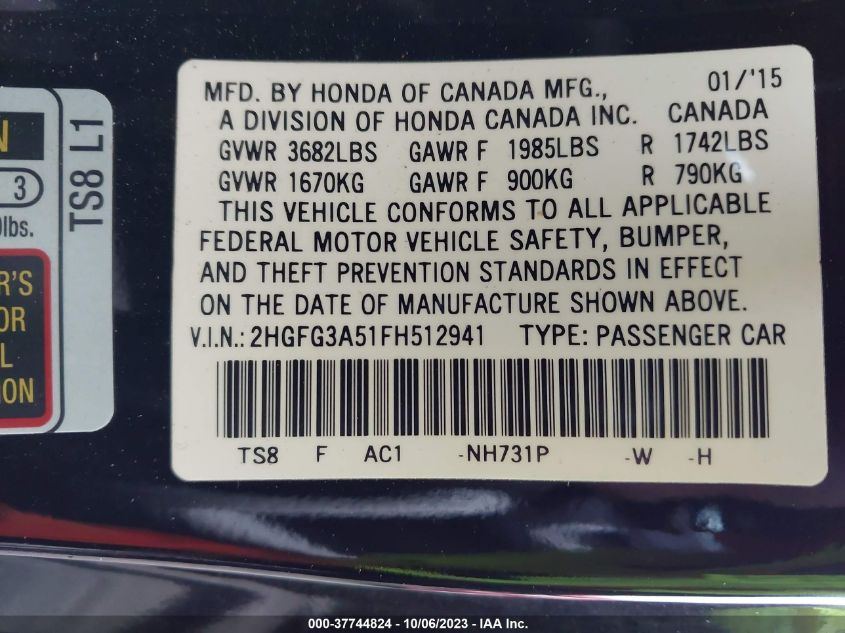 MFD. BY HONDA OF CANADA MFG., 01/'15
A DIVISION OF HONDA CANADA INC. CANADA
GVWR 3682LBS GAWR F 1985LBS R 1742LBS
GVWR 1670KG GAWR F 900KG R 790KG
THIS VEHICLE CONFORMS TO ALL APPLICABLE
FEDERAL MOTOR VEHICLE SAFETY, BUMPER,
AND THEFT PREVENTION STANDARDS IN EFFECT
ON THE DATE OF MANUFACTURE SHOWN ABOVE.
V.I.N.: 2HGFG3A51FH512941 TYPE: PASSENGER CAR
TS8 F AC1 -NH731P -W -H
N
3
lbs.
R'S
OR
L
ION
TS8 L1
000-37744824 - 10/06/2023 - IAA Inc.